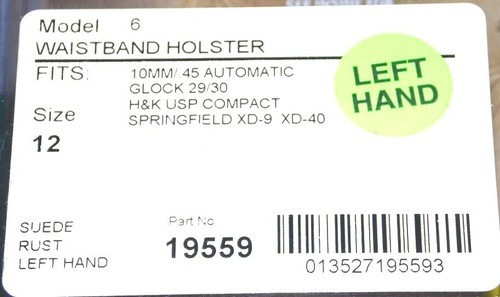 Model 6
WAISTBAND HOLSTER
FITS: 10MM/.45 AUTOMATIC
GLOCK 29/30
H&K USP COMPACT
SPRINGFIELD XD-9 XD-40
Size
12
LEFT
HAND
SUEDE
RUST
LEFT HAND
Part No
19559
013527195593